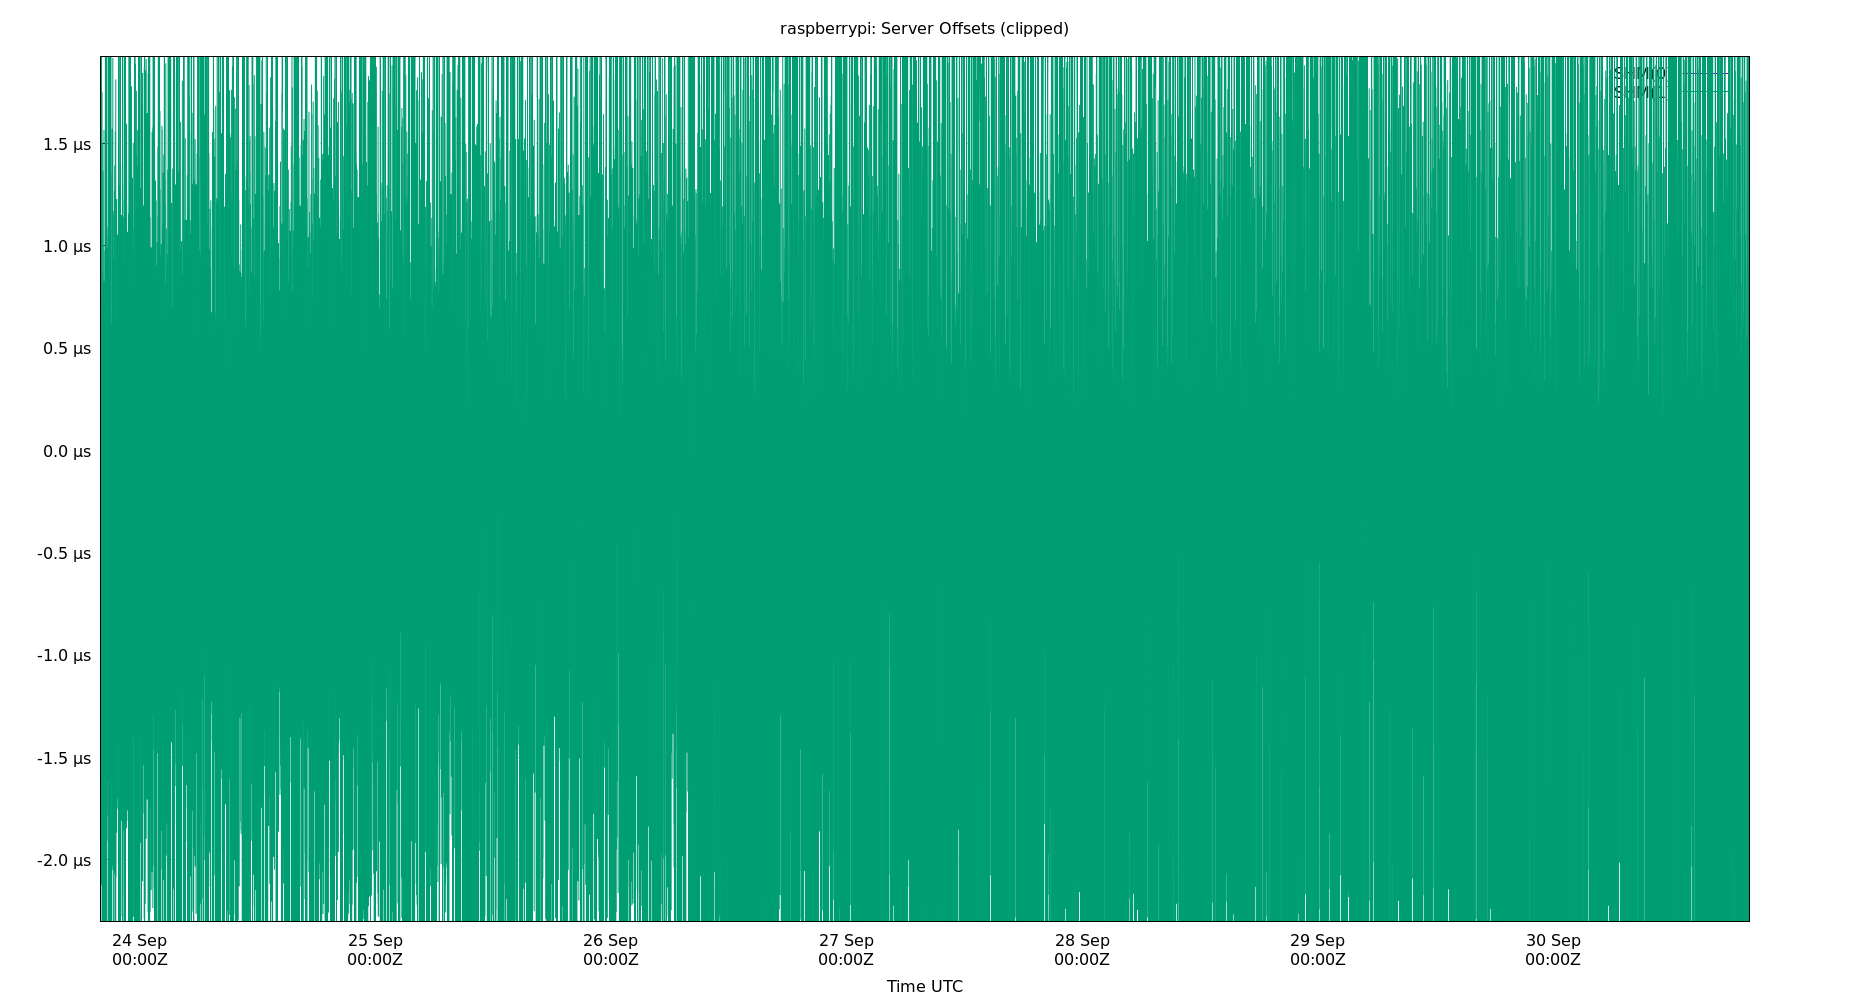 raspberrypi: Server Offsets (clipped)
1.5 µs
1.0 µs
0.5 µs
0.0 µs
-0.5 µs
-1.0 µs
-1.5 µs
-2.0 µs
24 Sep 25 Sep 26 Sep 27 Sep 28 Sep 29 Sep 30 Sep
00:00Z 00:00Z 00:00Z 00:00Z 00:00Z 00:00Z 00:00Z
Time UTC